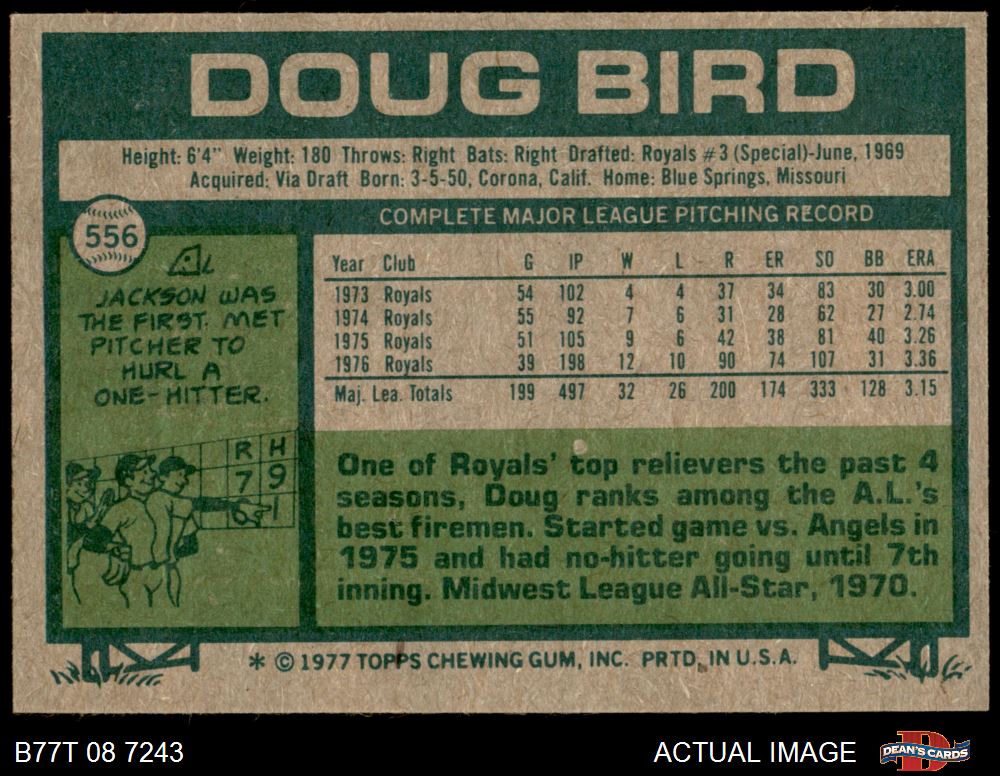 DOUG BIRD
Height: 6'4" Weight: 180 Throws: Right Bats: Right Drafted: Royals #3 (Special)-June, 1969
Acquired: Via Draft Born: 3-5-50, Corona, Calif. Home: Blue Springs, Missouri
556
COMPLETE MAJOR LEAGUE PITCHING RECORD
Year Club G IP W L R ER SO BB ERA
1973 Royals 54 102 4 4 37 34 83 30 3.00
1974 Royals 55 92 7 6 31 28 62 27 2.74
1975 Royals 51 105 9 6 42 38 81 40 3.26
1976 Royals 39 198 12 10 90 74 107 31 3.36
Maj. Lea. Totals 199 497 32 26 200 174 333 128 3.15
AL
JACKSON WAS
THE FIRST MET
PITCHER TO
HURL A
ONE-HITTER.
R H
7 9
6 1
One of Royals' top relievers the past 4
seasons, Doug ranks among the A.L.'s
best firemen. Started game vs. Angels in
1975 and had no-hitter going until 7th
inning. Midwest League All-Star, 1970.
* © 1977 TOPPS CHEWING GUM, INC. PRTD. IN U.S.A.
B77T 08 7243
ACTUAL IMAGE
D
DEAN'S CARDS